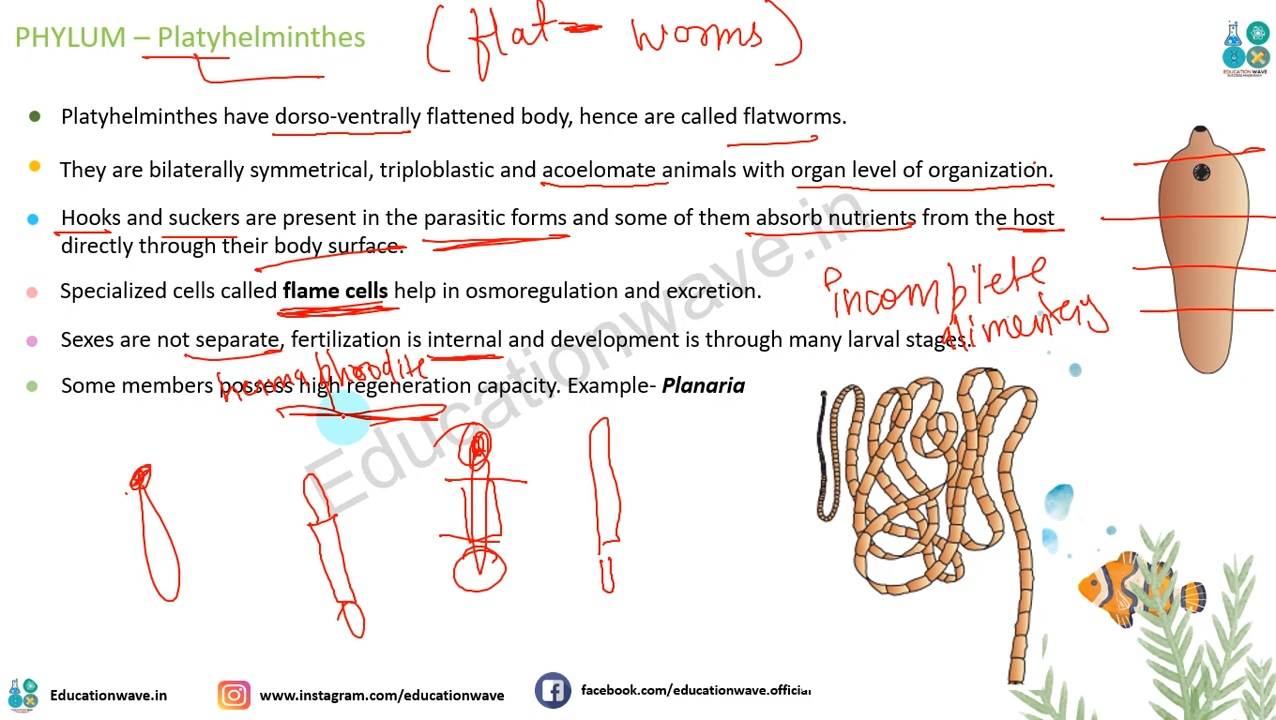 PHYLUM – Platyhelminthes
(flat- worms)
EDUCATION WAVE
Platyhelminthes have dorso-ventrally flattened body, hence are called flatworms.
They are bilaterally symmetrical, triploblastic and acoelomate animals with organ level of organization.
Hooks and suckers are present in the parasitic forms and some of them absorb nutrients from the host
directly through their body surface.
incomplete
alimentery
Specialized cells called flame cells help in osmoregulation and excretion.
Sexes are not separate, fertilization is internal and development is through many larval stages.
hermaphrodite
Some members possess high regeneration capacity. Example- Planaria
Educationwave.in
Educationwave.in
www.instagram.com/educationwave
facebook.com/educationwave.official